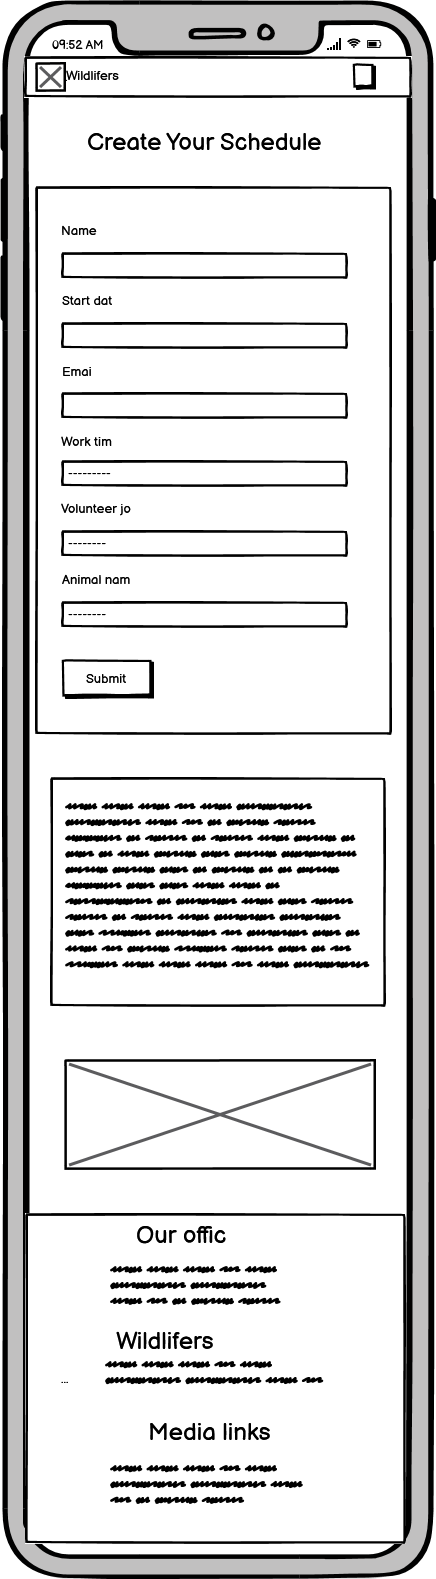 09:52 AM
Wildlifers
Create Your Schedule
Name
Start dat
Emai
Work tim
---------
Volunteer jo
--------
Animal nam
--------
Submit
Our offic
Wildlifers
...
Media links